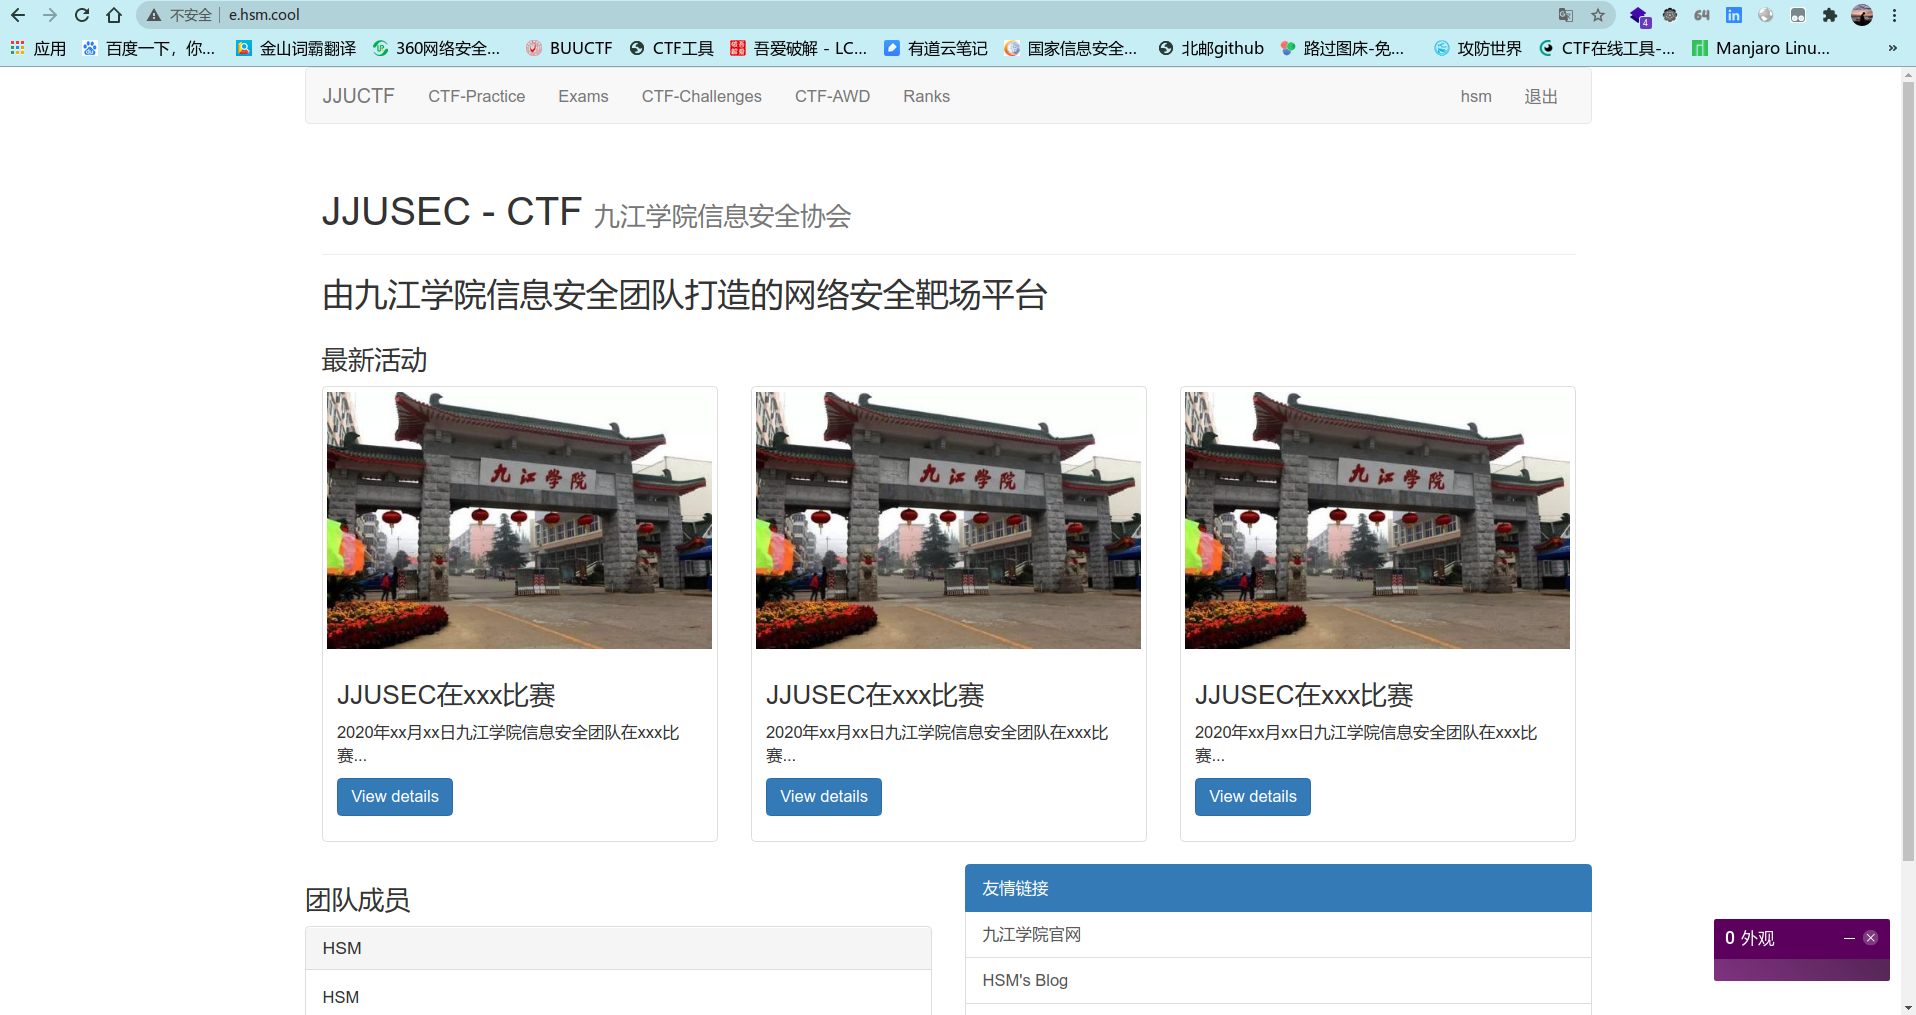 不安全 e.hsm.cool
4 64 in
应用 百度一下，你... 金山词霸翻译 360网络安全... BUUCTF CTF工具 吾爱破解 - LC... 有道云笔记 国家信息安全... 北邮github 路过图床-免... 攻防世界 CTF在线工具-... Manjaro Linu... »
JJUCTF CTF-Practice Exams CTF-Challenges CTF-AWD Ranks hsm 退出
JJUSEC - CTF 九江学院信息安全协会
由九江学院信息安全团队打造的网络安全靶场平台
最新活动
九江学院
九江学院
九江学院
JJUSEC在xxx比赛
2020年xx月xx日九江学院信息安全团队在xxx比
赛...
View details
JJUSEC在xxx比赛
2020年xx月xx日九江学院信息安全团队在xxx比
赛...
View details
JJUSEC在xxx比赛
2020年xx月xx日九江学院信息安全团队在xxx比
赛...
View details
团队成员
HSM
HSM
友情链接
九江学院官网
HSM's Blog
0 外观